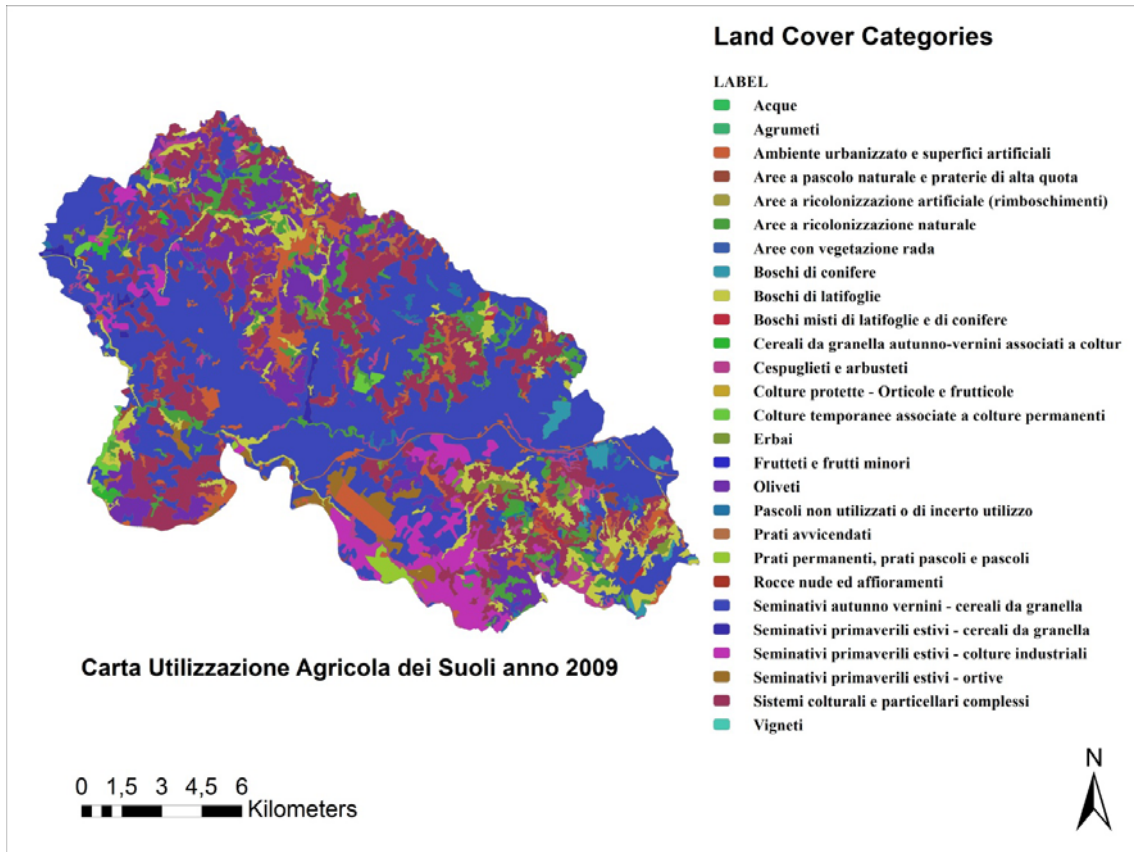 Land Cover Categories
LABEL
Acque
Agrumeti
Ambiente urbanizzato e superfici artificiali
Aree a pascolo naturale e praterie di alta quota
Aree a ricolonizzazione artificiale (rimboschimenti)
Aree a ricolonizzazione naturale
Aree con vegetazione rada
Boschi di conifere
Boschi di latifoglie
Boschi misti di latifoglie e di conifere
Cereali da granella autunno-vernini associati a coltur
Cespuglieti e arbusteti
Colture protette - Orticole e frutticole
Colture temporanee associate a colture permanenti
Erbai
Frutteti e frutti minori
Oliveti
Pascoli non utilizzati o di incerto utilizzo
Prati avvicendati
Prati permanenti, prati pascoli e pascoli
Rocce nude ed affioramenti
Seminativi autunno vernini - cereali da granella
Seminativi primaverili estivi - cereali da granella
Seminativi primaverili estivi - colture industriali
Seminativi primaverili estivi - ortive
Sistemi colturali e particellari complessi
Vigneti
Carta Utilizzazione Agricola dei Suoli anno 2009
0 1,5 3 4,5 6
Kilometers
N